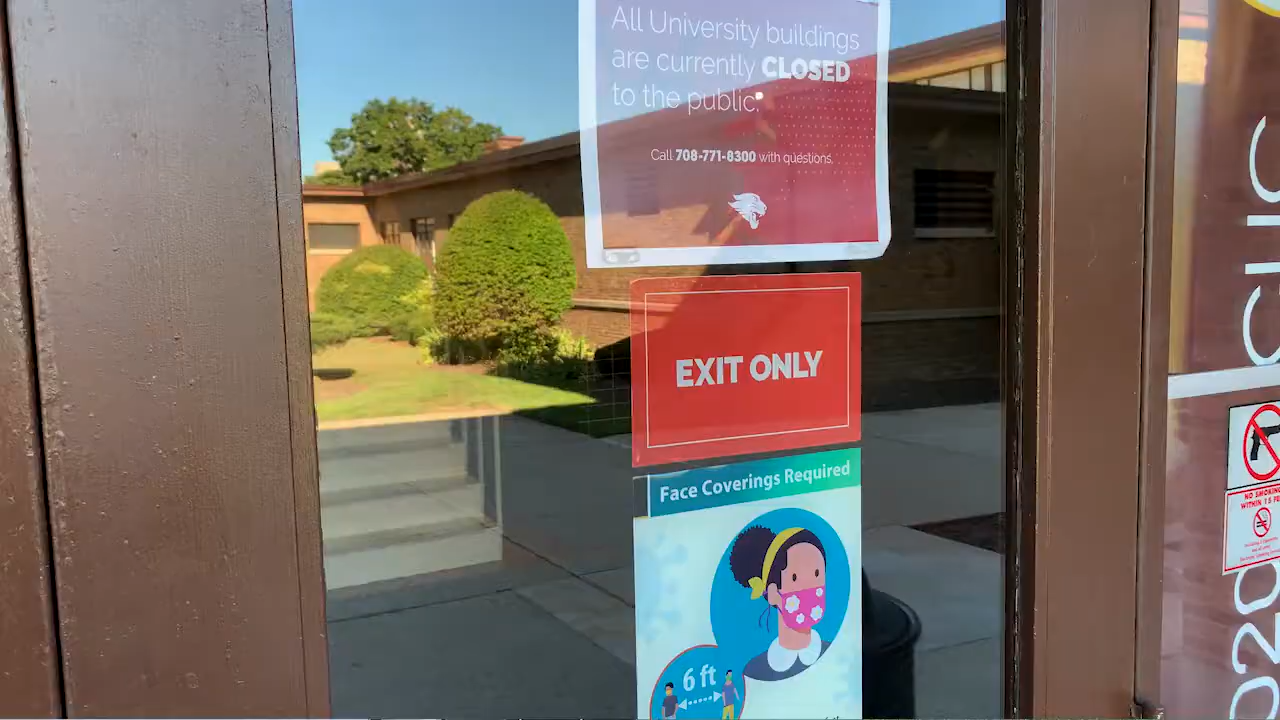 All University buildings
are currently CLOSED
to the public.
Call 708-771-8300 with questions.
EXIT ONLY
Face Coverings Required
6 ft
NO SMOKING
WITHIN 15 FE